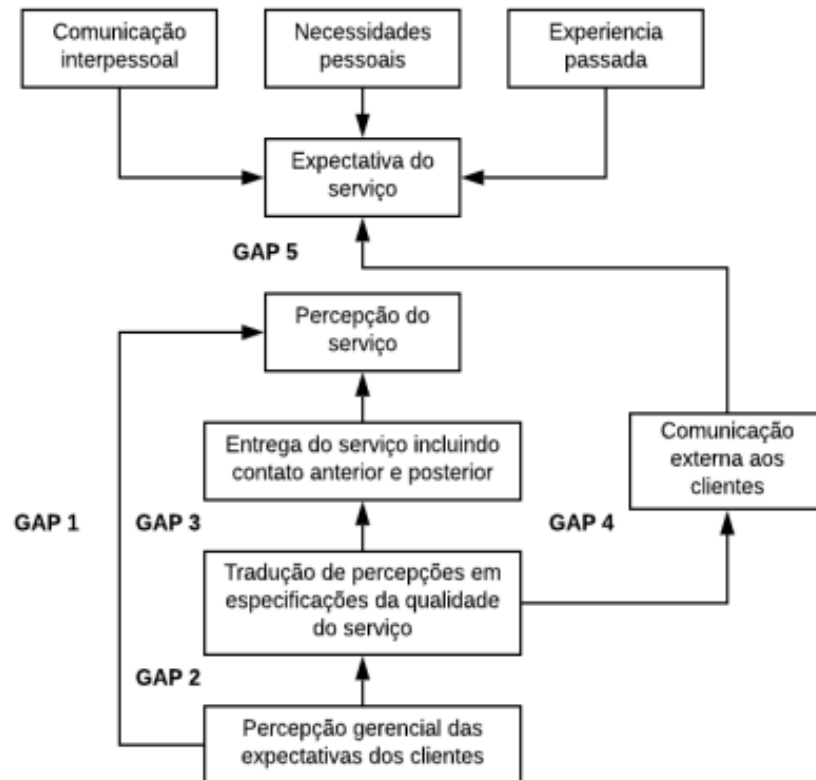 Comunicação
interpessoal
Necessidades
pessoais
Experiencia
passada
Expectativa do
serviço
GAP 5
Percepção do
serviço
Entrega do serviço incluindo
contato anterior e posterior
Comunicação
externa aos
clientes
GAP 1
GAP 3
GAP 4
Tradução de percepções em
especificações da qualidade
do serviço
GAP 2
Percepção gerencial das
expectativas dos clientes